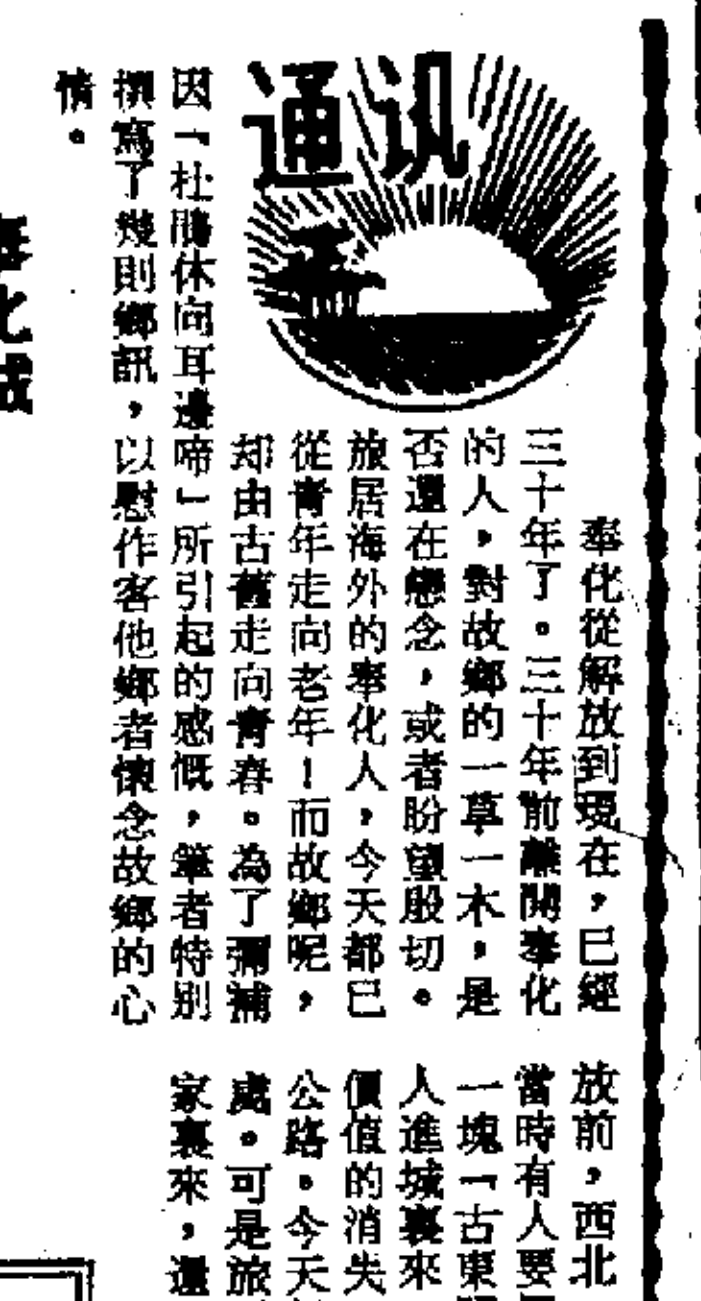 通讯
奉化從解放到現在，已經
三十年了。三十年前離開奉化
的人，對故鄉的一草一木，是
否還在戀念，或者盼望殷切。
旅居海外的奉化人，今天都已
從青年走向老年！而故鄉呢，
却由古舊走向青春。為了彌補
因「杜鵑休向耳邊啼」所引起的感慨，筆者特别
撰寫了幾則鄉訊，以慰作客他鄉者懷念故鄉的心
情。
放前，西北
當時有人要
一塊「古東
人進城裏來
價值的消失
公路。今天
處。可是旅
家裏來，還
奉化城